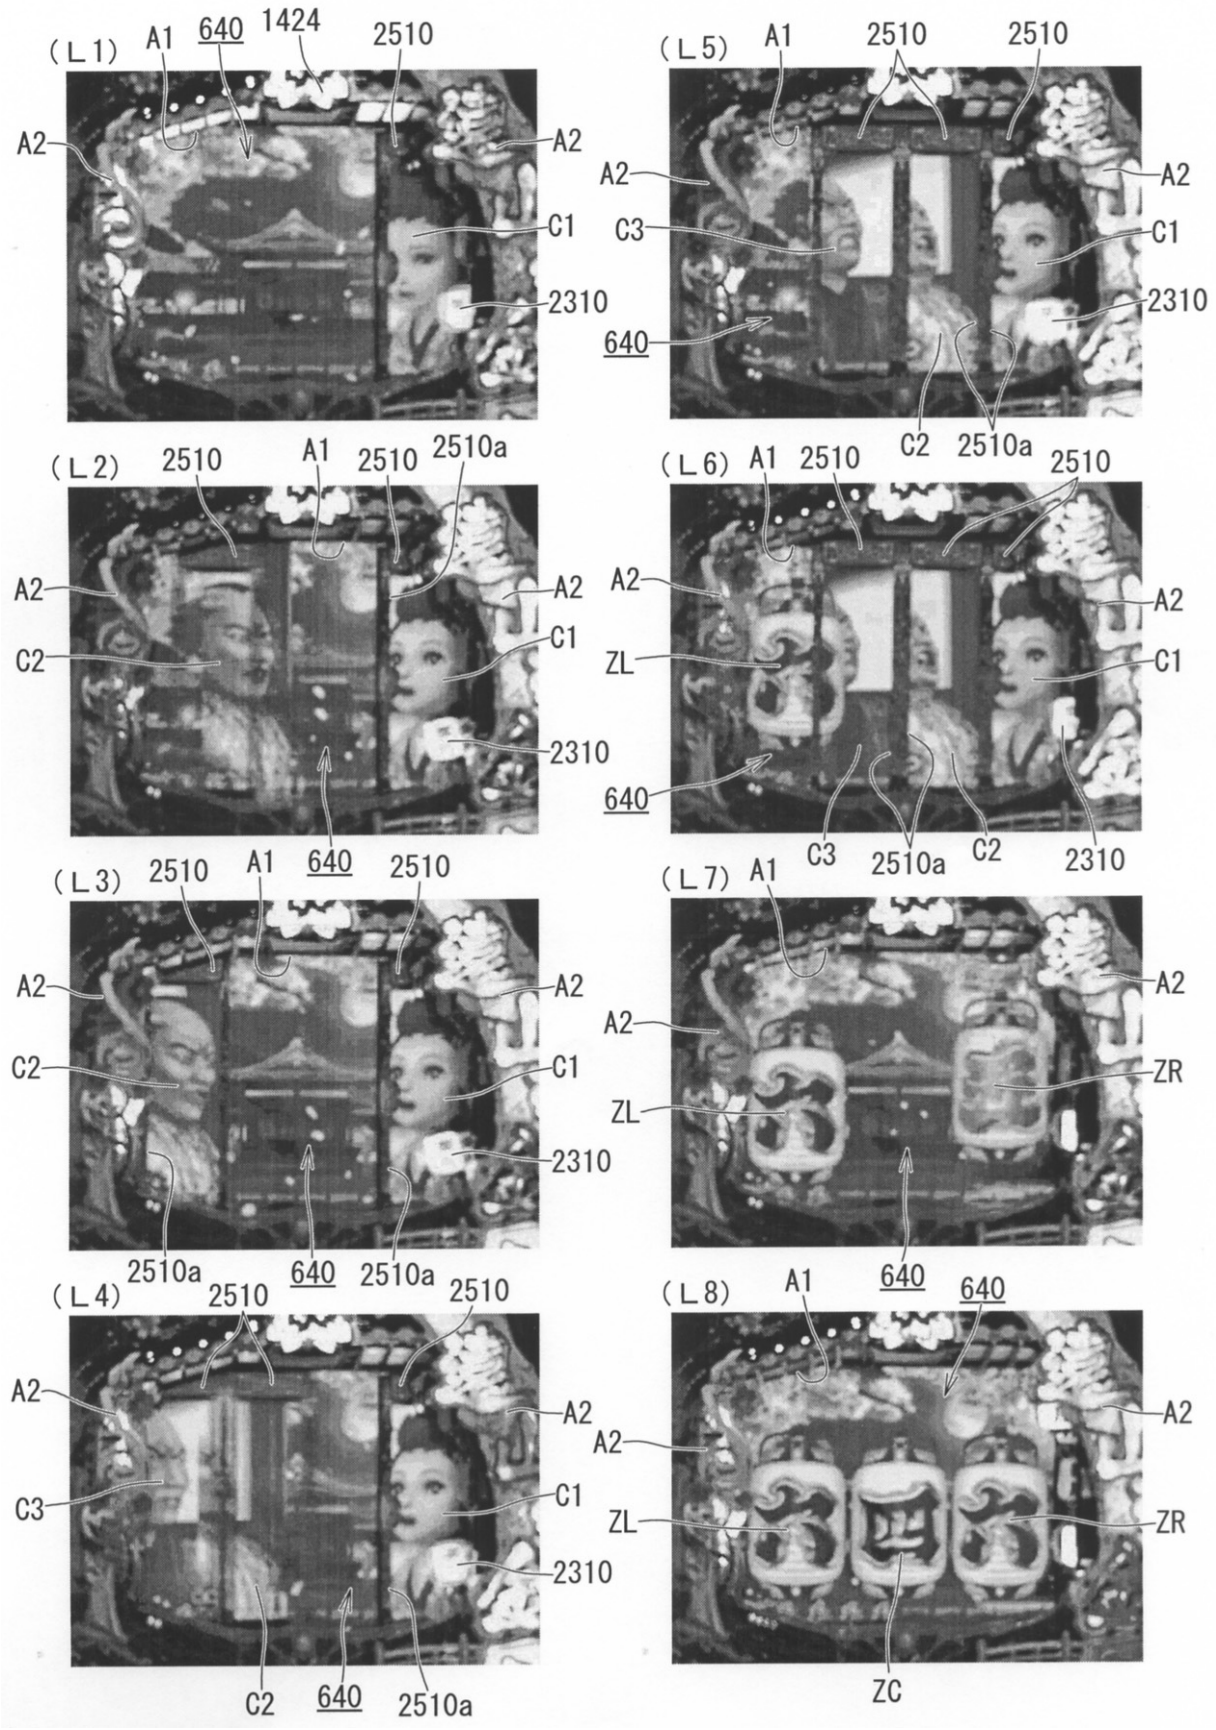 (L1) A1 640 1424 2510
A2 A2
C1
2310
(L2) 2510 A1 2510 2510a
A2 A2
C2 C1
2310
640
(L3) 2510 A1 2510
A2 A2
C2 C1
2310
2510a 640 2510a
(L4) 2510 2510
A2 A2
C3 C1
2310
C2 640 2510a
(L5) A1 2510 2510
A2 A2
C3 C1
2310
640
C2 2510a
(L6) A1 2510 2510
A2 A2
ZL C1
640
C3 2510a C2 2310
(L7) A1
A2 A2
ZL ZR
640
(L8) A1 640
A2 A2
ZL ZR
ZC